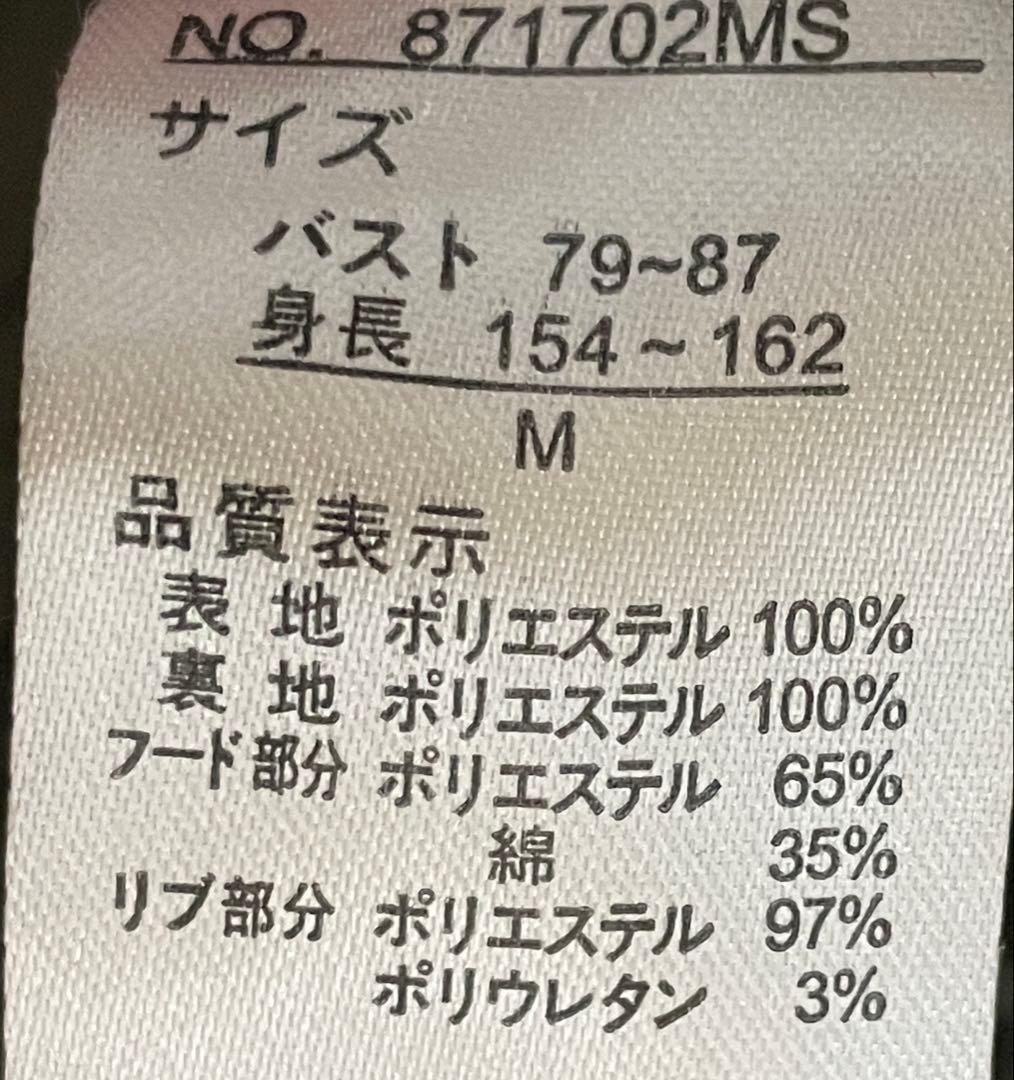 NO. 871702MS
サイズ
バスト 79~87
身長 154~162
M
品質表示
表地 ポリエステル 100%
裏地 ポリエステル 100%
フード部分 ポリエステル 65%
綿 35%
リブ部分 ポリエステル 97%
ポリウレタン 3%